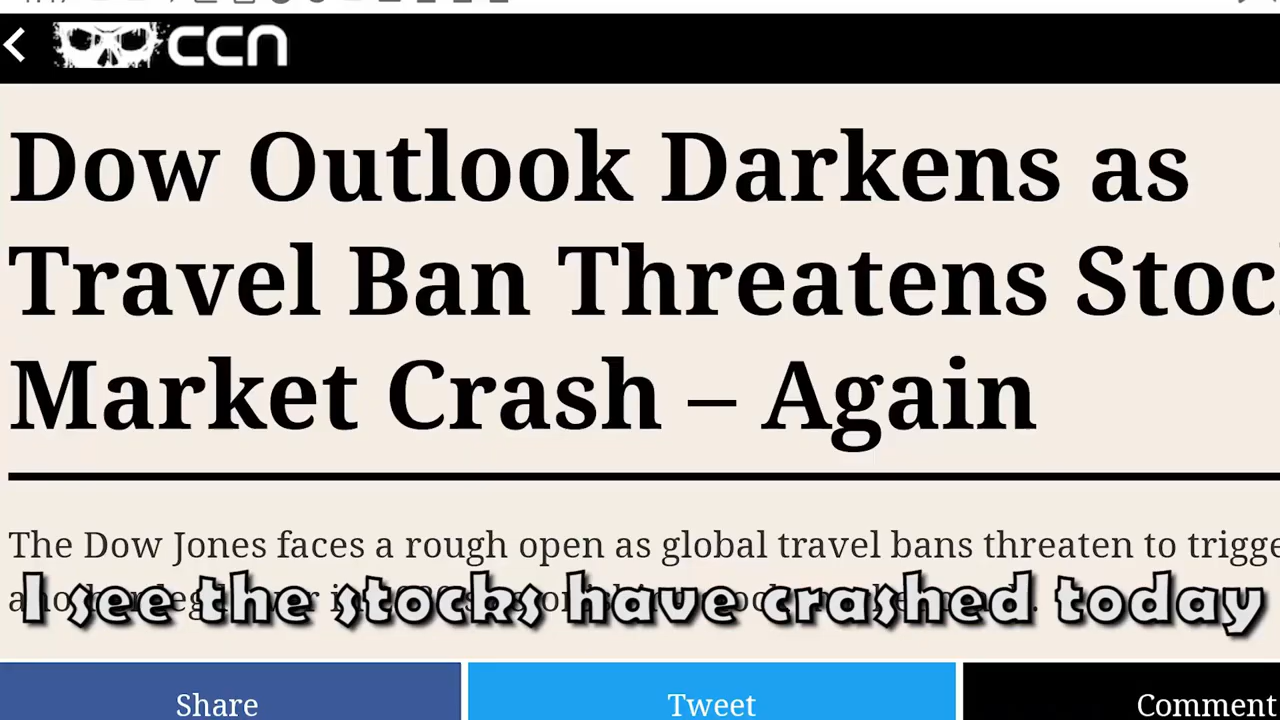 ccn
Dow Outlook Darkens as
Travel Ban Threatens Stoc
Market Crash – Again
The Dow Jones faces a rough open as global travel bans threaten to trigge
I see the stocks have crashed today
Share Tweet Comment